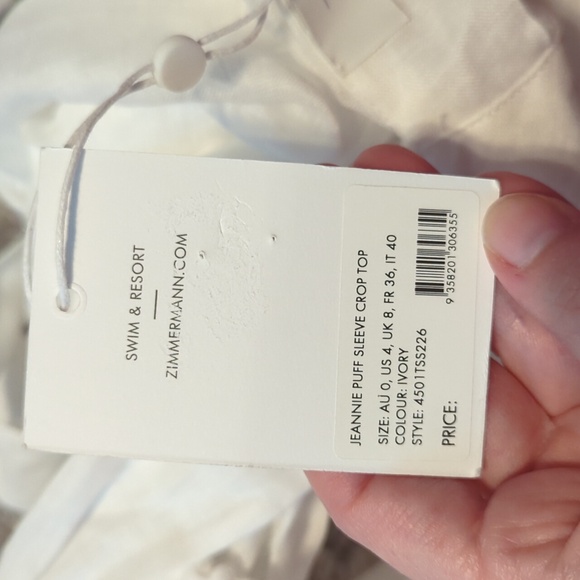 SWIM & RESORT
ZIMMERMANN.COM
JEANNIE PUFF SLEEVE CROP TOP
SIZE: AU 0, US 4, UK 8, FR 36, IT 40
COLOUR: IVORY
STYLE: 4501TSS226
PRICE:
9 358201 306355